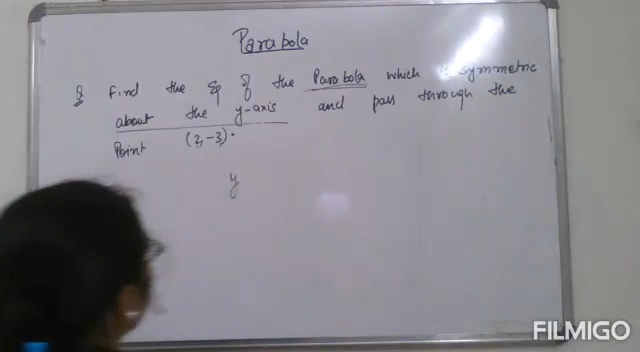 Parabola
Q Find the Eq of the Parabola which is symmetric
about the y-axis and pass through the
Point (2, -3).
y
FILMIGO